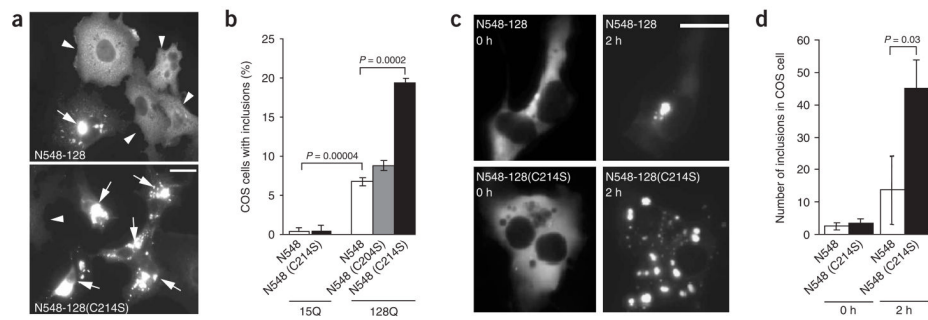 a
N548-128
N548-128(C214S)
b
COS cells with inclusions (%)
25
20
15
10
5
0
P = 0.0002
P = 0.00004
N548
N548 (C214S)
N548
N548 (C204S)
N548 (C214S)
15Q
128Q
c
N548-128
0 h
N548-128
2 h
N548-128(C214S)
0 h
N548-128(C214S)
2 h
d
Number of inclusions in COS cell
60
50
40
30
20
10
0
P = 0.03
N548
N548 (C214S)
N548
N548 (C214S)
0 h
2 h